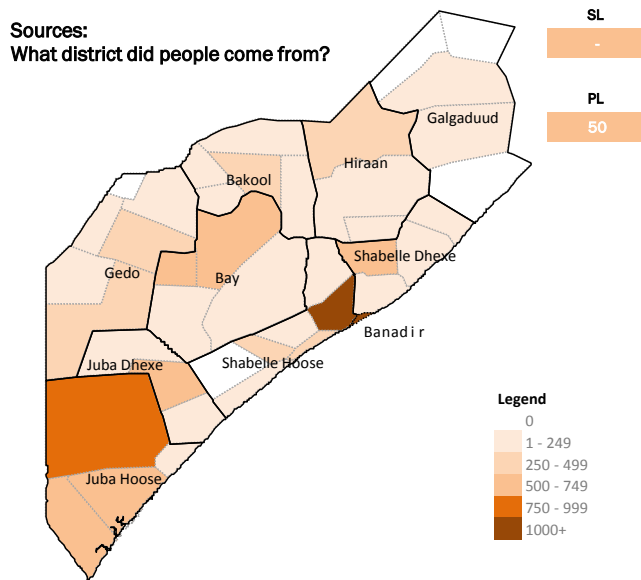 Sources:
What district did people come from?
SL
-
PL
50
Galgaduud
Hiraan
Bakool
Shabelle Dhexe
Gedo
Bay
Banadir
Shabelle Hoose
Juba Dhexe
Juba Hoose
Legend
0
1 - 249
250 - 499
500 - 749
750 - 999
1000+